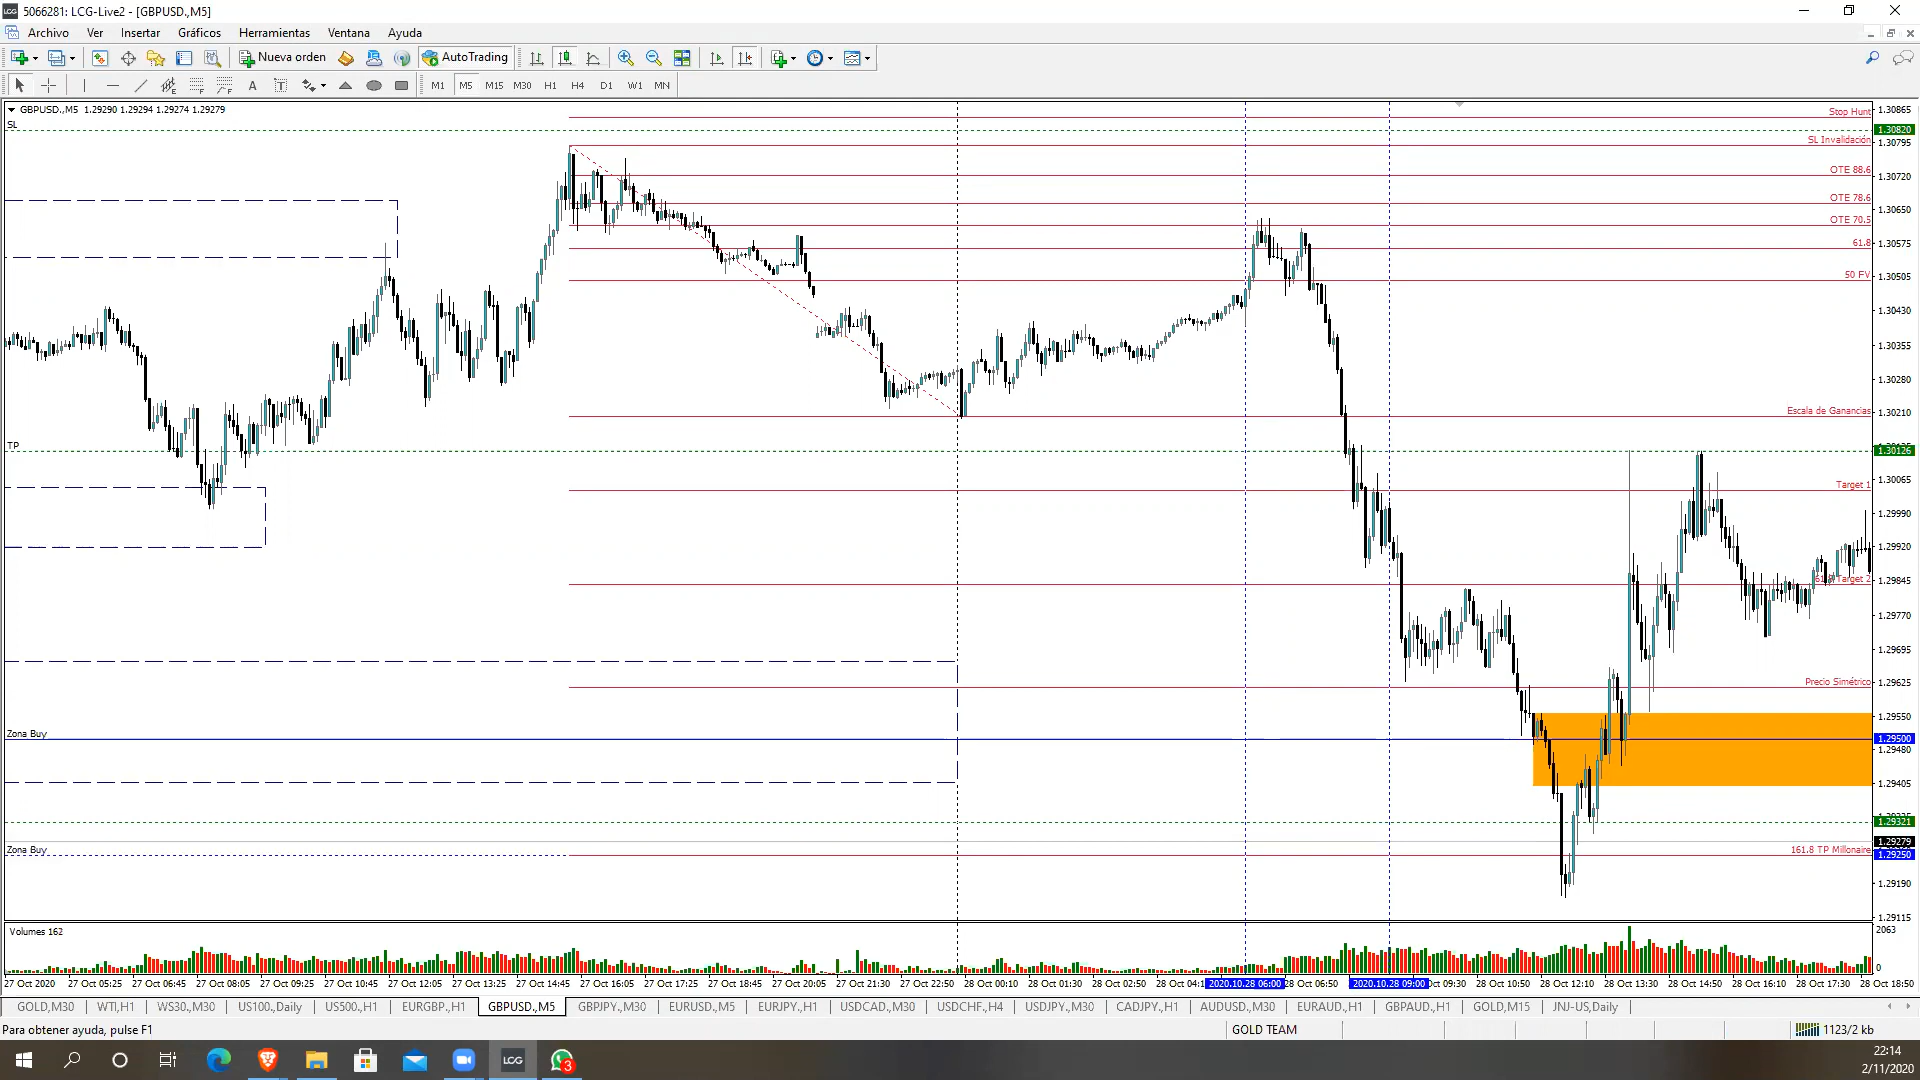 5066281: LCG-Live2 - [GBPUSD.,M5]
Archivo Ver Insertar Gráficos Herramientas Ventana Ayuda
Nueva orden AutoTrading
M1 M5 M15 M30 H1 H4 D1 W1 MN
GBPUSD.,M5 1.29290 1.29294 1.29274 1.29279
SL
TP
Zona Buy
Zona Buy
Stop Hunt
SL Invalidación
OTE 88.6
OTE 78.6
OTE 70.5
61.8
50 FV
Escala de Ganancias
Target 1
Target 2
Precio Simétrico
161.8 TP Millonaire
1.30865
1.30820
1.30795
1.30720
1.30650
1.30575
1.30505
1.30430
1.30355
1.30280
1.30210
1.30126
1.30065
1.29990
1.29920
1.29845
1.29770
1.29695
1.29625
1.29550
1.29500
1.29480
1.29405
1.29321
1.29279
1.29250
1.29190
1.29115
Volumes 162
2063
0
27 Oct 2020 27 Oct 05:25 27 Oct 06:45 27 Oct 08:05 27 Oct 09:25 27 Oct 10:45 27 Oct 12:05 27 Oct 13:25 27 Oct 14:45 27 Oct 16:05 27 Oct 17:25 27 Oct 18:45 27 Oct 20:05 27 Oct 21:30 27 Oct 22:50 28 Oct 00:10 28 Oct 01:30 28 Oct 02:50 28 Oct 04:1 2020.10.28 06:00 28 Oct 06:50 2020.10.28 09:00 09:30 28 Oct 10:50 28 Oct 12:10 28 Oct 13:30 28 Oct 14:50 28 Oct 16:10 28 Oct 17:30 28 Oct 18:50
GOLD,M30 WTI,H1 WS30,M30 US100.,Daily US500.,H1 EURGBP.,H1 GBPUSD.,M5 GBPJPY.,M30 EURUSD.,M5 EURJPY.,H1 USDCAD.,M30 USDCHF.,H4 USDJPY.,M30 CADJPY.,H1 AUDUSD.,M30 EURAUD.,H1 GBPAUD.,H1 GOLD,M15 JNJ-US,Daily
Para obtener ayuda, pulse F1
GOLD TEAM
1123/2 kb
LCG
3
22:14
2/11/2020